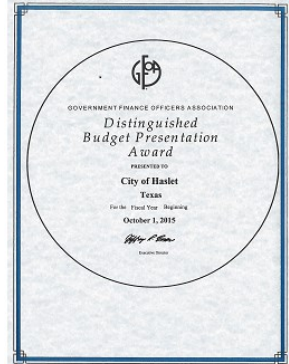 GFOA
GOVERNMENT FINANCE OFFICERS ASSOCIATION
Distinguished
Budget Presentation
Award
PRESENTED TO
City of Haslet
Texas
For the Fiscal Year Beginning
October 1, 2015
Executive Director